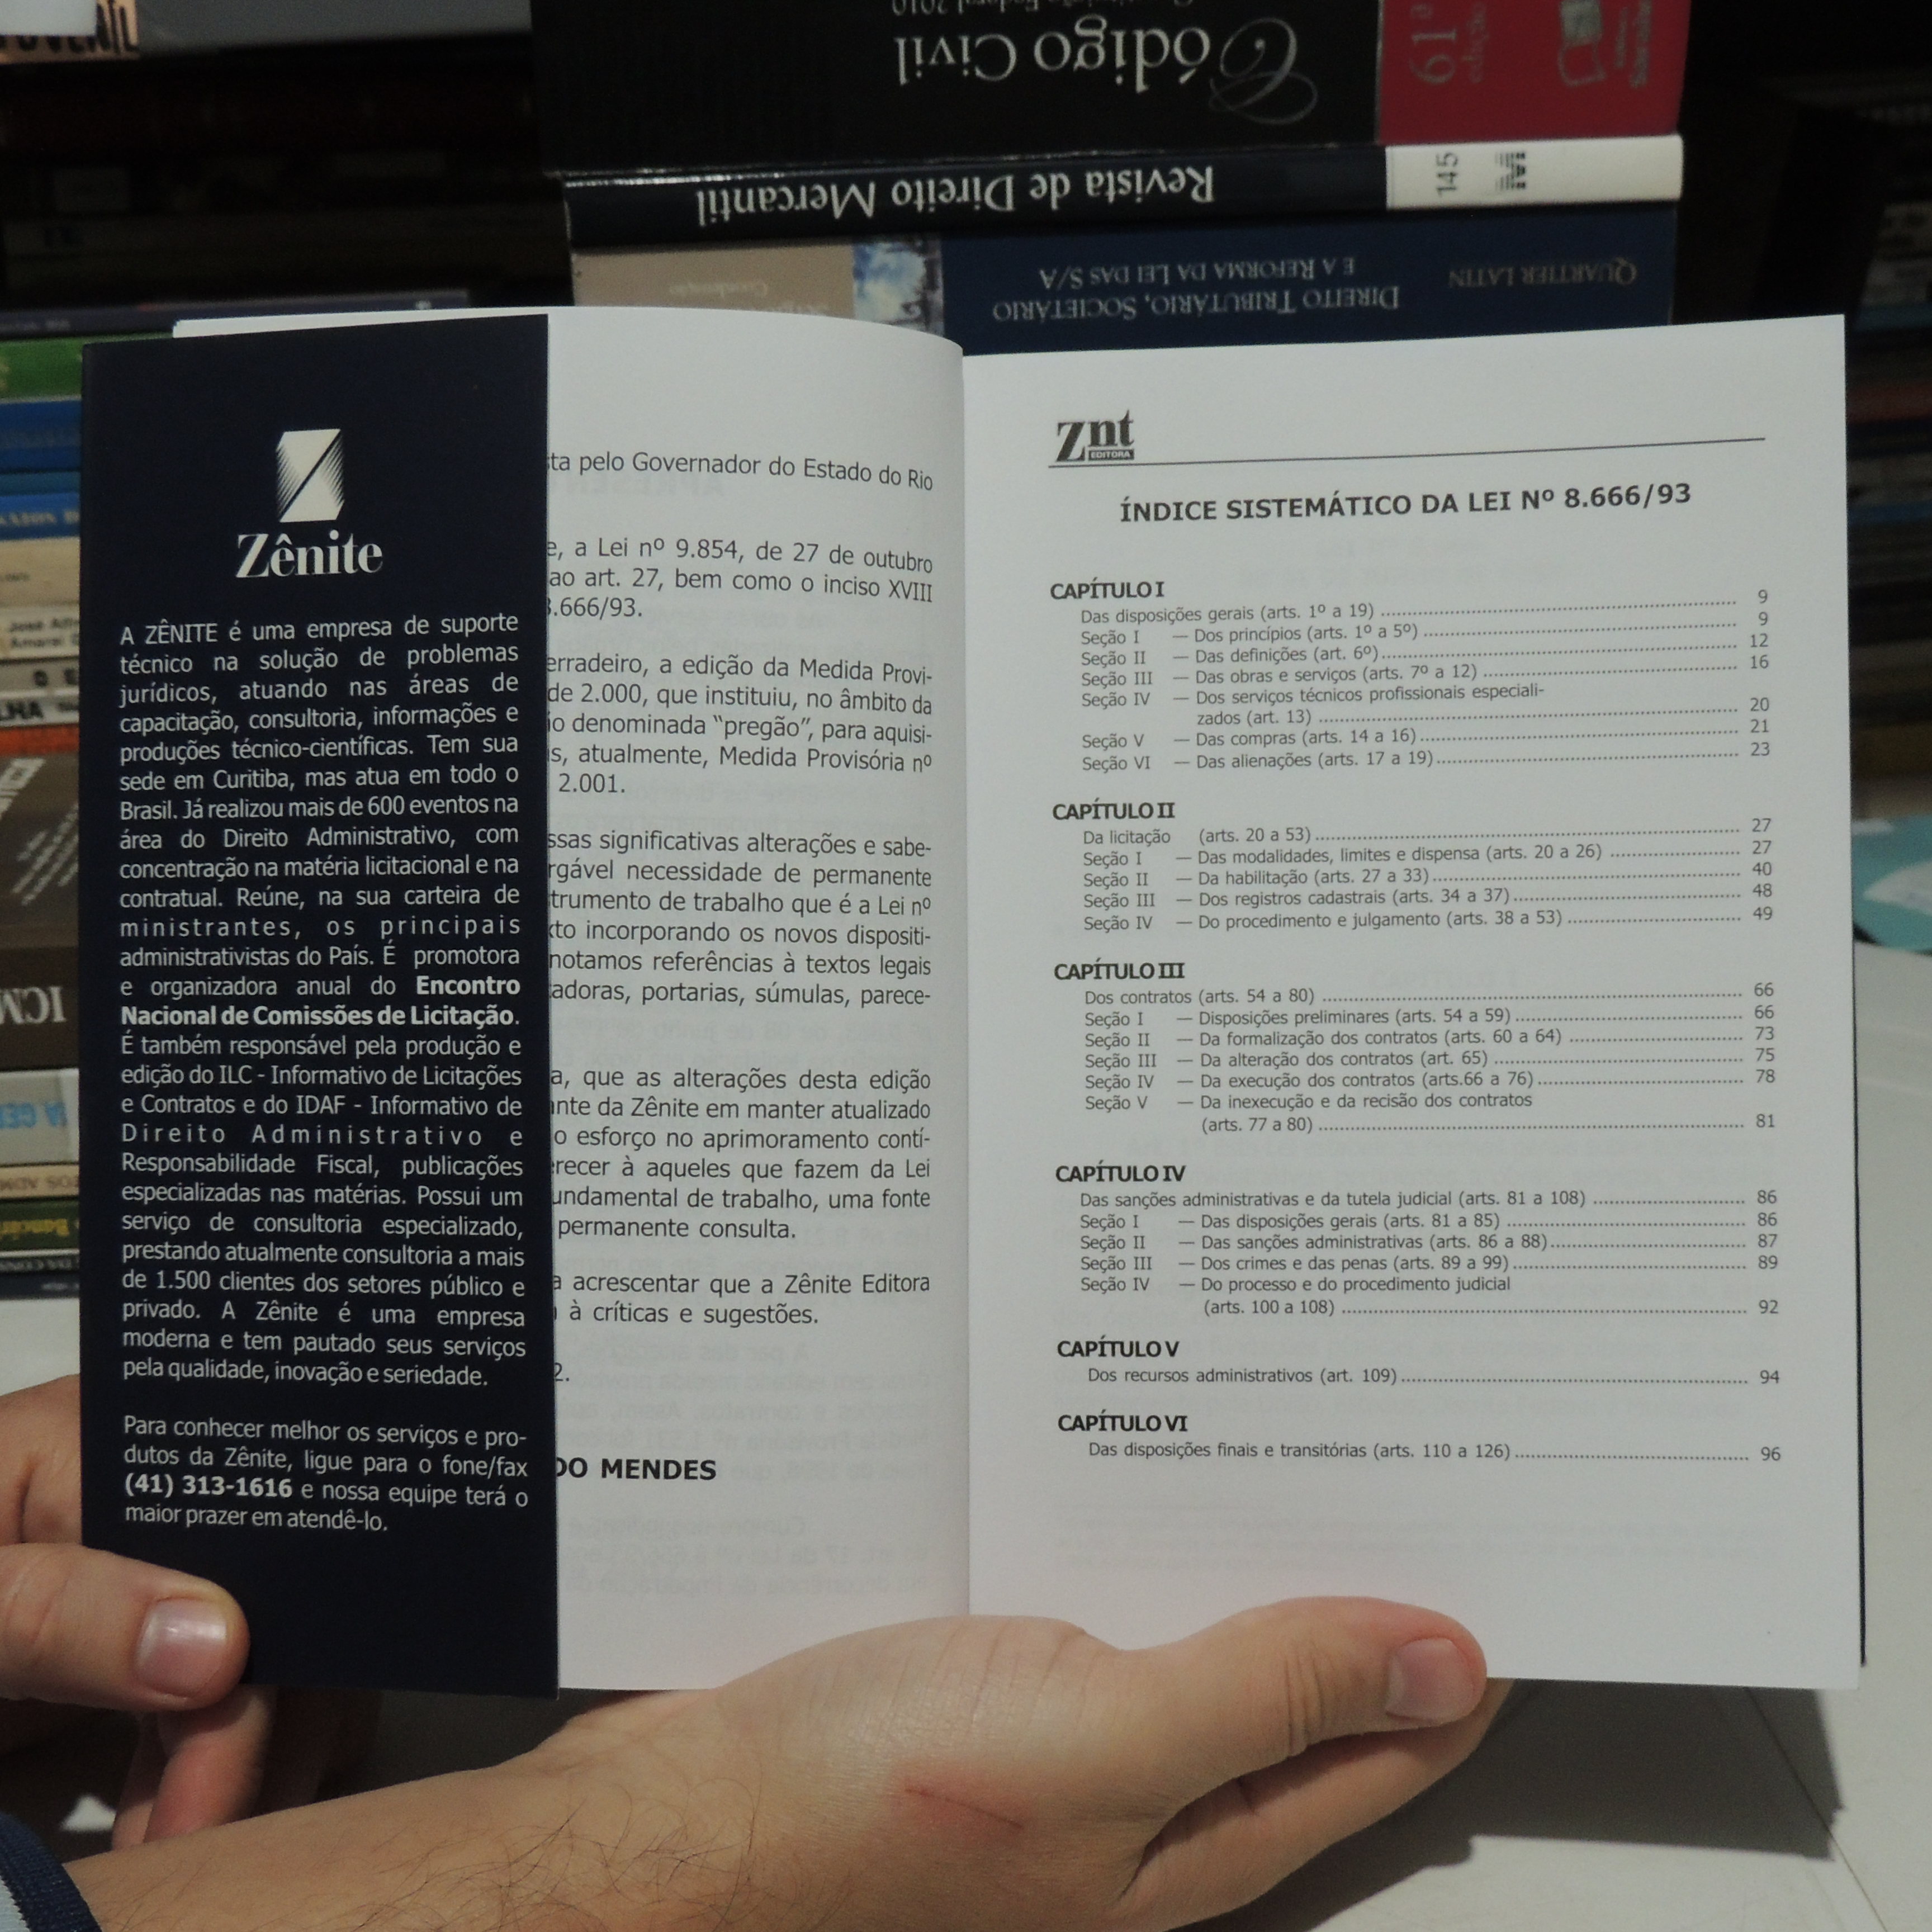 Código Civil
61ª
edição
Revista de Direito Mercantil
145
DIREITO TRIBUTÁRIO, SOCIETÁRIO
E A REFORMA DA LEI DAS S/A
QUARTIER LATIN
Zênite
A ZÊNITE é uma empresa de suporte
técnico na solução de problemas
jurídicos, atuando nas áreas de
capacitação, consultoria, informações e
produções técnico-científicas. Tem sua
sede em Curitiba, mas atua em todo o
Brasil. Já realizou mais de 600 eventos na
área do Direito Administrativo, com
concentração na matéria licitacional e na
contratual. Reúne, na sua carteira de
ministrantes, os principais
administrativistas do País. É promotora
e organizadora anual do Encontro
Nacional de Comissões de Licitação.
É também responsável pela produção e
edição do ILC - Informativo de Licitações
e Contratos e do IDAF - Informativo de
Direito Administrativo e
Responsabilidade Fiscal, publicações
especializadas nas matérias. Possui um
serviço de consultoria especializado,
prestando atualmente consultoria a mais
de 1.500 clientes dos setores público e
privado. A Zênite é uma empresa
moderna e tem pautado seus serviços
pela qualidade, inovação e seriedade.
Para conhecer melhor os serviços e pro-
dutos da Zênite, ligue para o fone/fax
(41) 313-1616 e nossa equipe terá o
maior prazer em atendê-lo.
sta pelo Governador do Estado do Rio
e, a Lei nº 9.854, de 27 de outubro
ao art. 27, bem como o inciso XVIII
8.666/93.
erradeiro, a edição da Medida Provi-
de 2.000, que instituiu, no âmbito da
io denominada "pregão", para aquisi-
is, atualmente, Medida Provisória nº
2.001.
ssas significativas alterações e sabe-
rgável necessidade de permanente
trumento de trabalho que é a Lei nº
xto incorporando os novos dispositi-
notamos referências à textos legais
adoras, portarias, súmulas, parece-
a, que as alterações desta edição
ante da Zênite em manter atualizado
o esforço no aprimoramento contí-
erecer à aqueles que fazem da Lei
undamental de trabalho, uma fonte
permanente consulta.
a acrescentar que a Zênite Editora
à críticas e sugestões.
2.
DO MENDES
Znt
EDITORA
ÍNDICE SISTEMÁTICO DA LEI Nº 8.666/93
CAPÍTULO I
Das disposições gerais (arts. 1º a 19) 9
Seção I — Dos princípios (arts. 1º a 5º) 9
Seção II — Das definições (art. 6º) 12
Seção III — Das obras e serviços (arts. 7º a 12) 16
Seção IV — Dos serviços técnicos profissionais especiali-
zados (art. 13) 20
Seção V — Das compras (arts. 14 a 16) 21
Seção VI — Das alienações (arts. 17 a 19) 23
CAPÍTULO II
Da licitação (arts. 20 a 53) 27
Seção I — Das modalidades, limites e dispensa (arts. 20 a 26) 27
Seção II — Da habilitação (arts. 27 a 33) 40
Seção III — Dos registros cadastrais (arts. 34 a 37) 48
Seção IV — Do procedimento e julgamento (arts. 38 a 53) 49
CAPÍTULO III
Dos contratos (arts. 54 a 80) 66
Seção I — Disposições preliminares (arts. 54 a 59) 66
Seção II — Da formalização dos contratos (arts. 60 a 64) 73
Seção III — Da alteração dos contratos (art. 65) 75
Seção IV — Da execução dos contratos (arts.66 a 76) 78
Seção V — Da inexecução e da recisão dos contratos
(arts. 77 a 80) 81
CAPÍTULO IV
Das sanções administrativas e da tutela judicial (arts. 81 a 108) 86
Seção I — Das disposições gerais (arts. 81 a 85) 86
Seção II — Das sanções administrativas (arts. 86 a 88) 87
Seção III — Dos crimes e das penas (arts. 89 a 99) 89
Seção IV — Do processo e do procedimento judicial
(arts. 100 a 108) 92
CAPÍTULO V
Dos recursos administrativos (art. 109) 94
CAPÍTULO VI
Das disposições finais e transitórias (arts. 110 a 126) 96